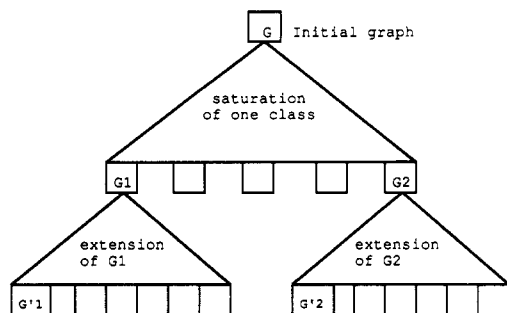 G Initial graph
saturation
of one class
G1 G2
extension extension
of G1 of G2
G'1 G'2